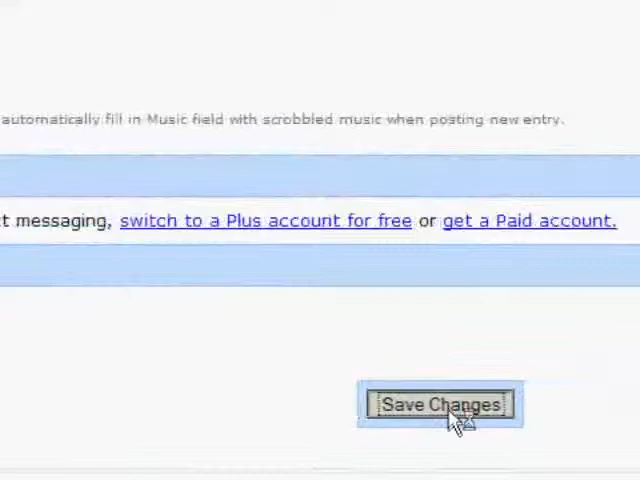 automatically fill in Music field with scrobbled music when posting new entry.
t messaging, switch to a Plus account for free or get a Paid account.
Save Changes